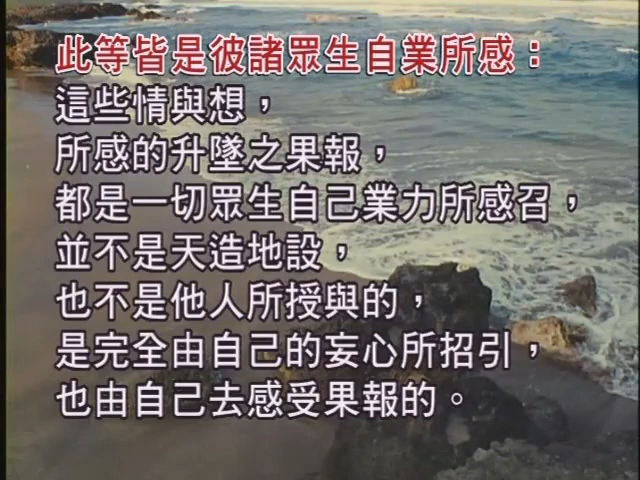 此等皆是彼諸眾生自業所感：
這些情與想，
所感的升墜之果報，
都是一切眾生自己業力所感召，
並不是天造地設，
也不是他人所授與的，
是完全由自己的妄心所招引，
也由自己去感受果報的。